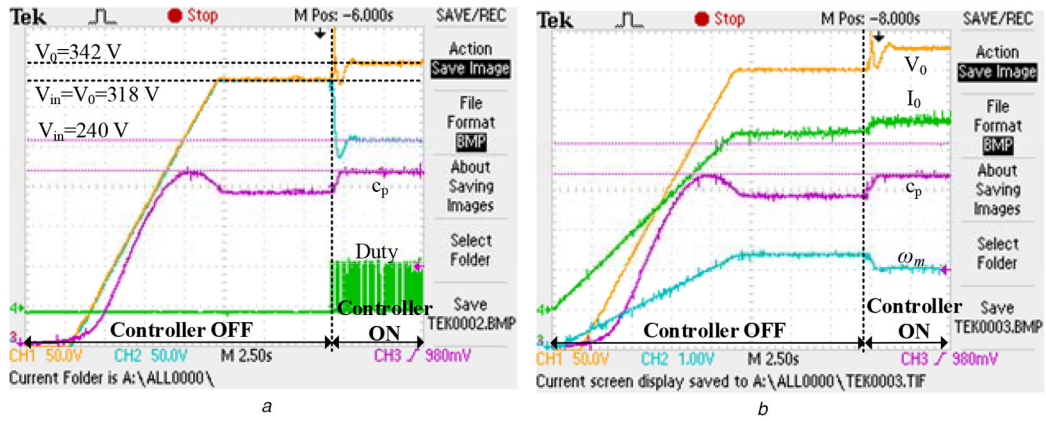 Tek Stop M Pos: -6.000s SAVE/REC
Action
Save Image
File
Format
BMP
About
Saving
Images
Select
Folder
Save
TEK0002.BMP
V0=342 V
Vin=V0=318 V
Vin=240 V
cp
Duty
4
3
Controller OFF
Controller
ON
CH1 50.0V CH2 50.0V M 2.50s CH3 980mV
Current Folder is A:\ALL0000\
a
Tek Stop M Pos: -8.000s SAVE/REC
Action
Save Image
File
Format
BMP
About
Saving
Images
Select
Folder
Save
TEK0003.BMP
V0
I0
cp
ωm
4
3
Controller OFF
Controller
ON
CH1 50.0V CH2 1.00V M 2.50s CH3 980mV
Current screen display saved to A:\ALL0000\TEK0003.TIF
b